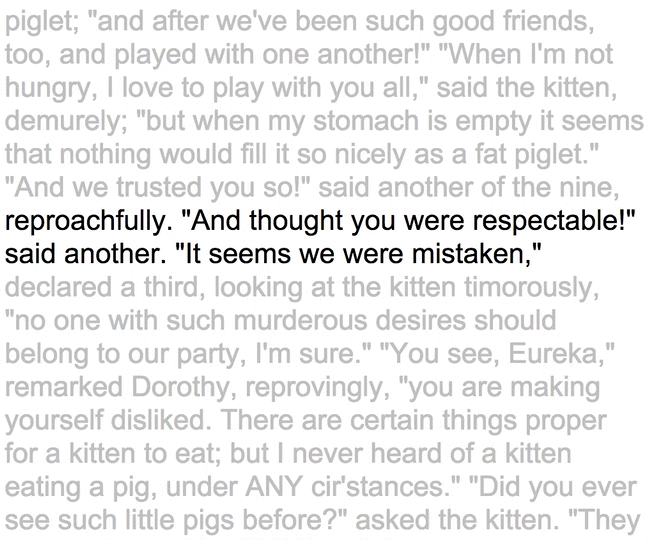 piglet; "and after we've been such good friends,
too, and played with one another!" "When I'm not
hungry, I love to play with you all," said the kitten,
demurely; "but when my stomach is empty it seems
that nothing would fill it so nicely as a fat piglet."
"And we trusted you so!" said another of the nine,
reproachfully. "And thought you were respectable!"
said another. "It seems we were mistaken,"
declared a third, looking at the kitten timorously,
"no one with such murderous desires should
belong to our party, I'm sure." "You see, Eureka,"
remarked Dorothy, reprovingly, "you are making
yourself disliked. There are certain things proper
for a kitten to eat; but I never heard of a kitten
eating a pig, under ANY cir'stances." "Did you ever
see such little pigs before?" asked the kitten. "They